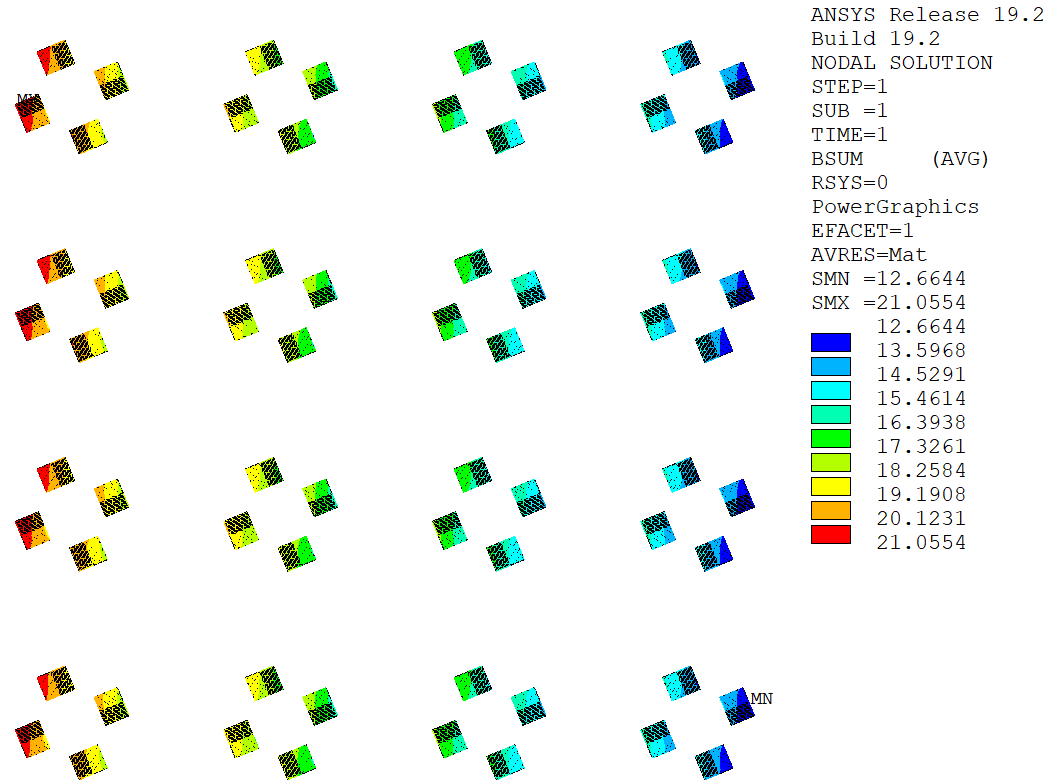 ANSYS Release 19.2
Build 19.2
NODAL SOLUTION
STEP=1
SUB =1
TIME=1
BSUM (AVG)
RSYS=0
PowerGraphics
EFACET=1
AVRES=Mat
SMN =12.6644
SMX =21.0554
12.6644
13.5968
14.5291
15.4614
16.3938
17.3261
18.2584
19.1908
20.1231
21.0554
MX
MN